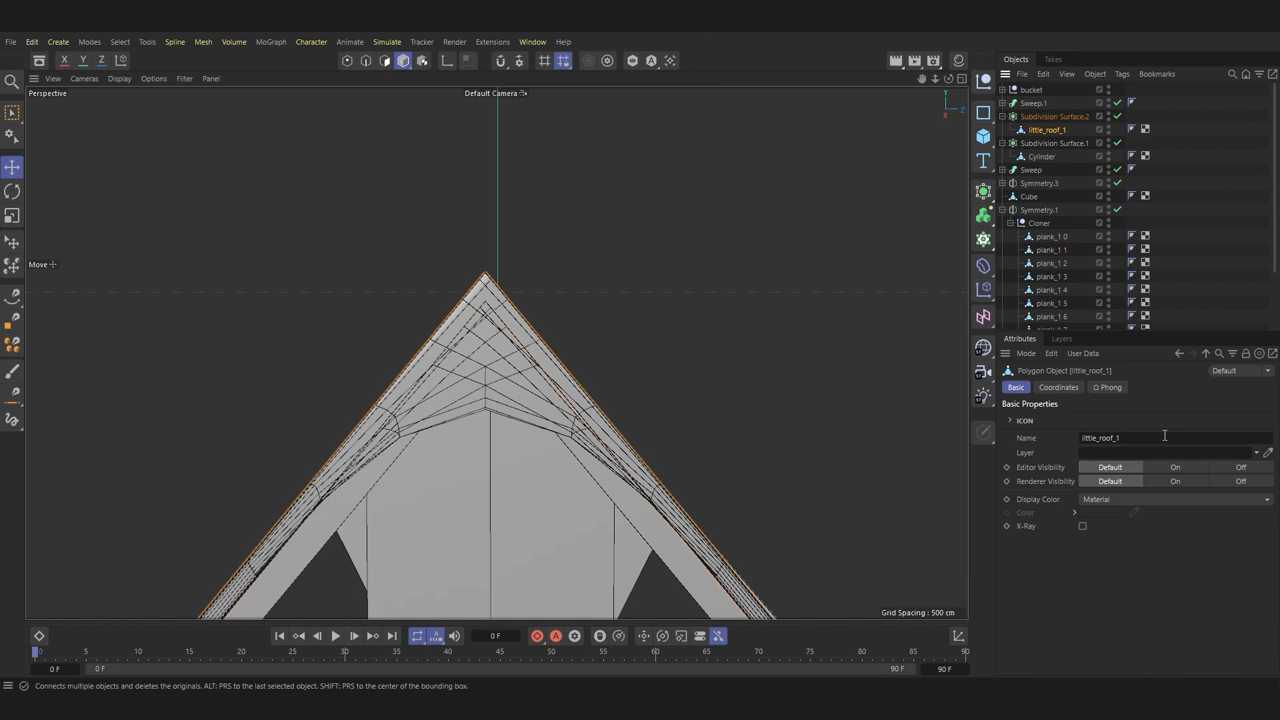 File Edit Create Modes Select Tools Spline Mesh Volume MoGraph Character Animate Simulate Tracker Render Extensions Window Help
Objects Takes
X Y Z
File Edit View Object Tags Bookmarks
View Cameras Display Options Filter Panel
Perspective
Default Camera
Y
Z
X
bucket
Sweep.1
Subdivision Surface.2
little_roof_1
Subdivision Surface.1
Cylinder
Sweep
Symmetry.3
Cube
Symmetry.1
Cloner
plank_1 0
plank_1 1
plank_1 2
plank_1 3
plank_1 4
plank_1 5
plank_1 6
Move
Attributes Layers
Mode Edit User Data
Polygon Object [little_roof_1]
Default
Basic Coordinates Phong
Basic Properties
ICON
Name little_roof_1
Layer
Editor Visibility Default On Off
Renderer Visibility Default On Off
Display Color Material
Color
X-Ray
Grid Spacing : 500 cm
0 F
0 5 10 15 20 25 30 35 40 45 50 55 60 65 70 75 80 85 90
0 F 0 F 90 F 90 F
Connects multiple objects and deletes the originals. ALT: PRS to the last selected object. SHIFT: PRS to the center of the bounding box.